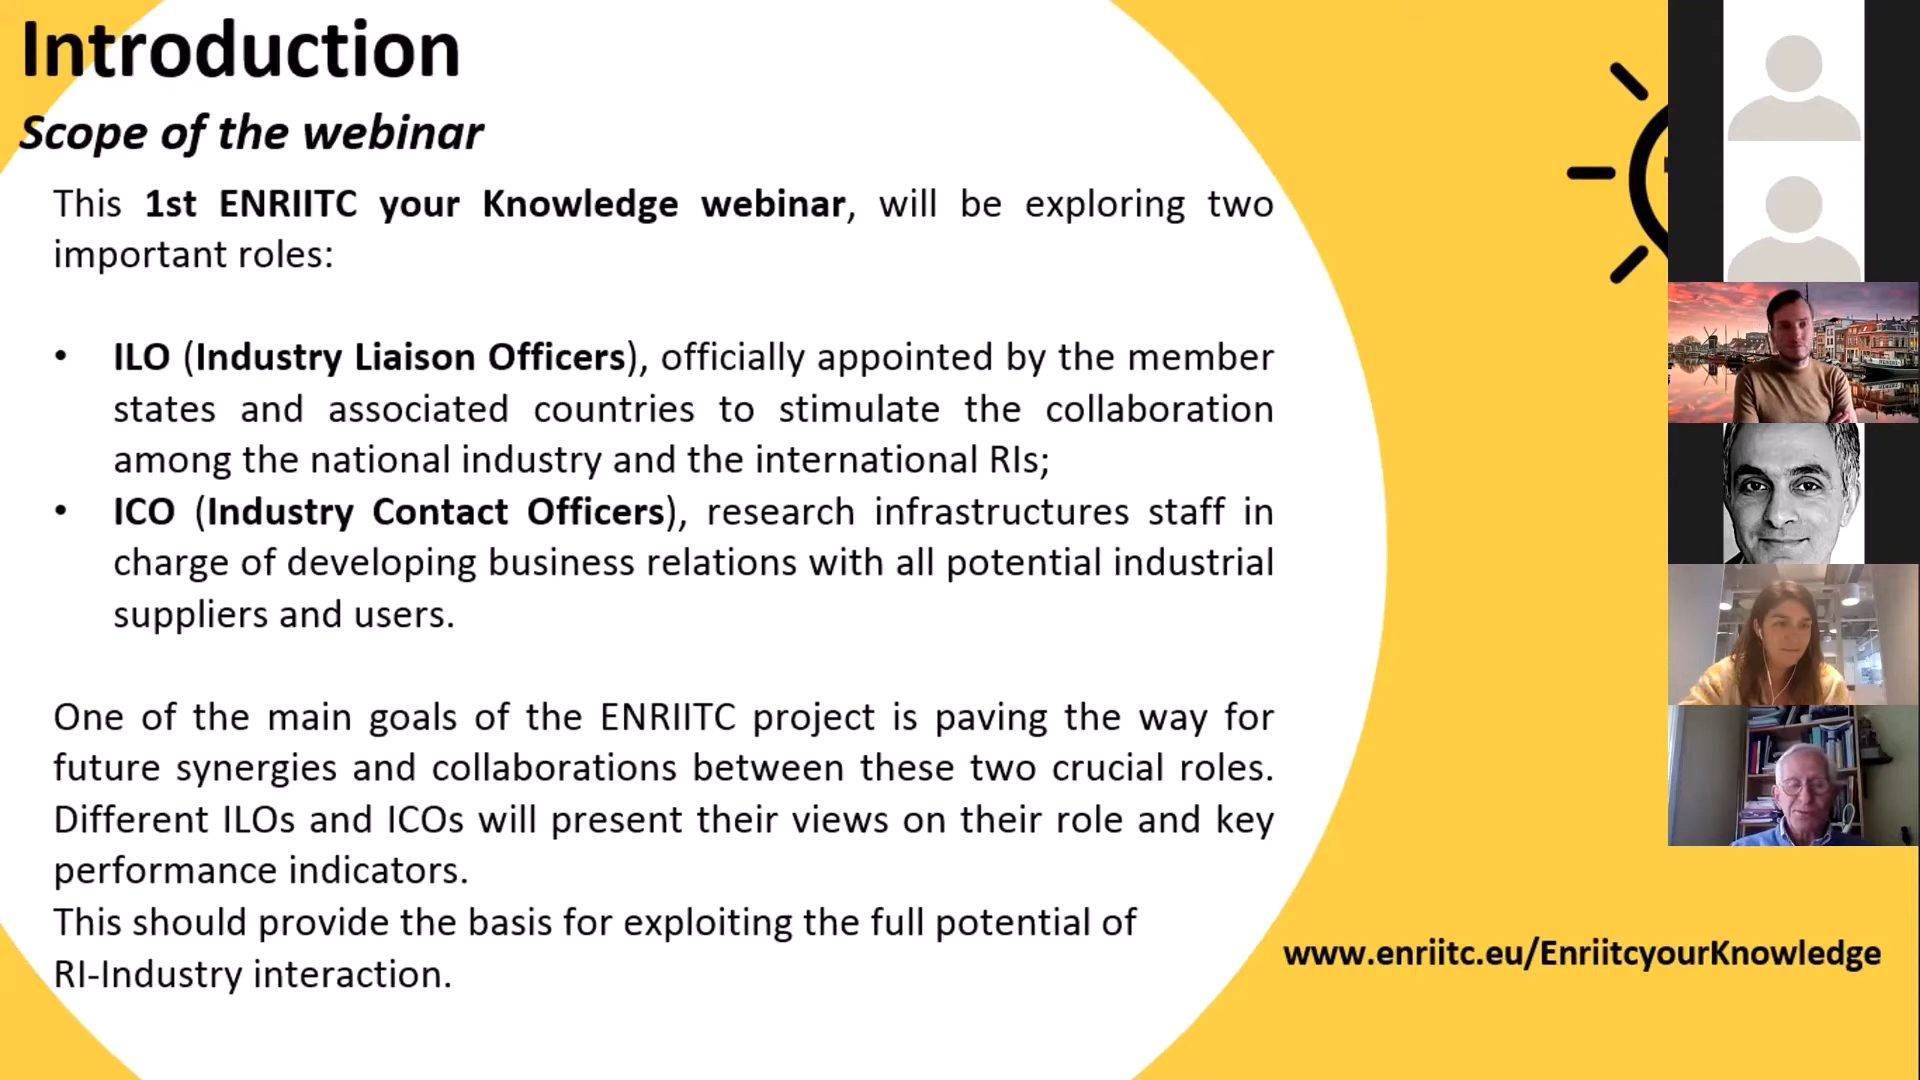 Introduction
Scope of the webinar
This 1st ENRIITC your Knowledge webinar, will be exploring two
important roles:
• ILO (Industry Liaison Officers), officially appointed by the member
states and associated countries to stimulate the collaboration
among the national industry and the international RIs;
• ICO (Industry Contact Officers), research infrastructures staff in
charge of developing business relations with all potential industrial
suppliers and users.
One of the main goals of the ENRIITC project is paving the way for
future synergies and collaborations between these two crucial roles.
Different ILOs and ICOs will present their views on their role and key
performance indicators.
This should provide the basis for exploiting the full potential of
RI-Industry interaction.
www.enriitc.eu/EnriitcyourKnowledge